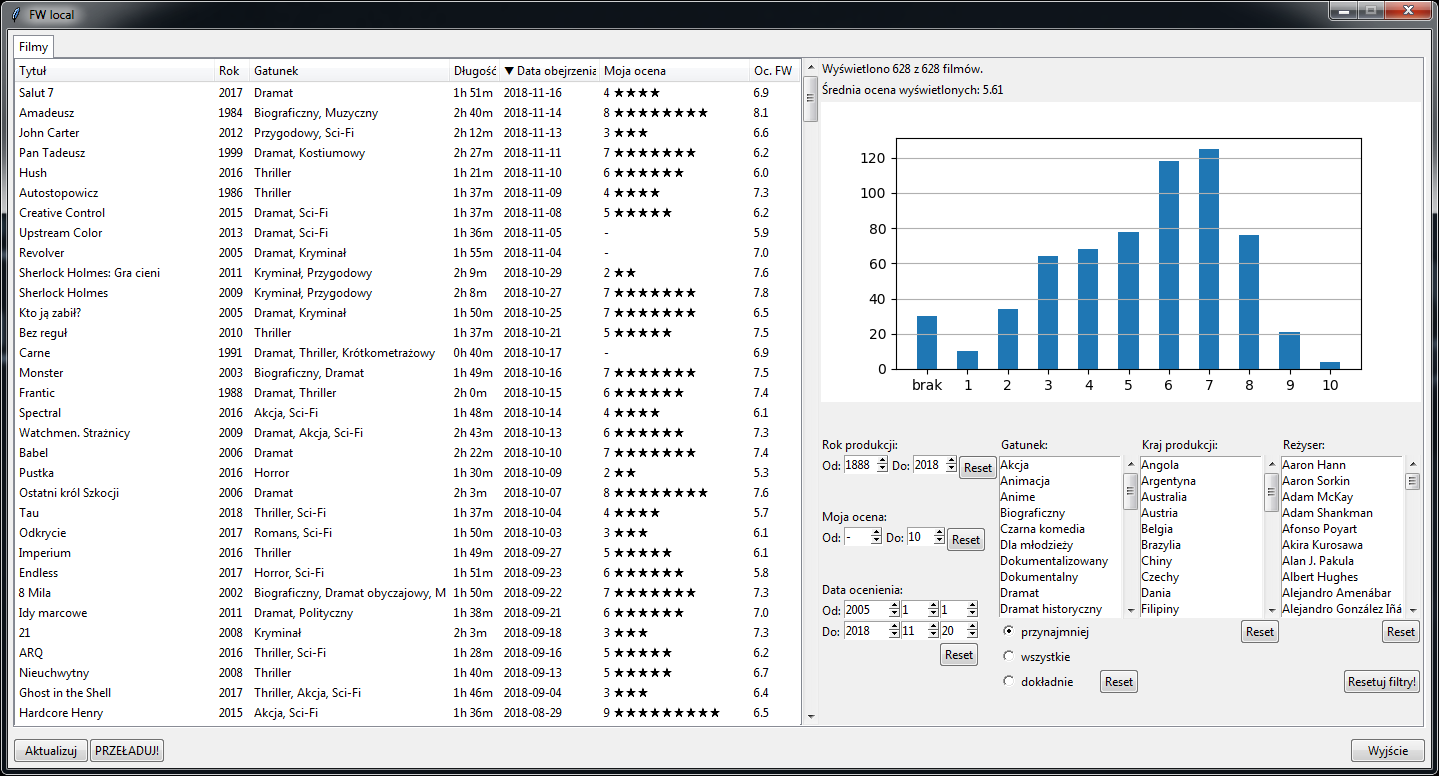 FW local
Filmy
Tytuł Rok Gatunek Długość ▼ Data obejrzenia Moja ocena Oc. FW
Salut 7 2017 Dramat 1h 51m 2018-11-16 4 ★★★★ 6.9
Amadeusz 1984 Biograficzny, Muzyczny 2h 40m 2018-11-14 8 ★★★★★★★★ 8.1
John Carter 2012 Przygodowy, Sci-Fi 2h 12m 2018-11-13 3 ★★★ 6.6
Pan Tadeusz 1999 Dramat, Kostiumowy 2h 27m 2018-11-11 7 ★★★★★★★ 6.2
Hush 2016 Thriller 1h 21m 2018-11-10 6 ★★★★★★ 6.0
Autostopowicz 1986 Thriller 1h 37m 2018-11-09 4 ★★★★ 7.3
Creative Control 2015 Dramat, Sci-Fi 1h 37m 2018-11-08 5 ★★★★★ 6.2
Upstream Color 2013 Dramat, Sci-Fi 1h 36m 2018-11-05 - 5.9
Revolver 2005 Dramat, Kryminał 1h 55m 2018-11-04 - 7.0
Sherlock Holmes: Gra cieni 2011 Kryminał, Przygodowy 2h 9m 2018-10-29 2 ★★ 7.6
Sherlock Holmes 2009 Kryminał, Przygodowy 2h 8m 2018-10-27 7 ★★★★★★★ 7.8
Kto ją zabił? 2005 Dramat, Kryminał 1h 50m 2018-10-25 7 ★★★★★★★ 6.5
Bez reguł 2010 Thriller 1h 37m 2018-10-21 5 ★★★★★ 7.5
Carne 1991 Dramat, Thriller, Krótkometrażowy 0h 40m 2018-10-17 - 6.9
Monster 2003 Biograficzny, Dramat 1h 49m 2018-10-16 7 ★★★★★★★ 7.5
Frantic 1988 Dramat, Thriller 2h 0m 2018-10-15 6 ★★★★★★ 7.4
Spectral 2016 Akcja, Sci-Fi 1h 48m 2018-10-14 4 ★★★★ 6.1
Watchmen. Strażnicy 2009 Dramat, Akcja, Sci-Fi 2h 43m 2018-10-13 6 ★★★★★★ 7.3
Babel 2006 Dramat 2h 22m 2018-10-10 7 ★★★★★★★ 7.4
Pustka 2016 Horror 1h 30m 2018-10-09 2 ★★ 5.3
Ostatni król Szkocji 2006 Dramat 2h 3m 2018-10-07 8 ★★★★★★★★ 7.6
Tau 2018 Thriller, Sci-Fi 1h 37m 2018-10-04 4 ★★★★ 5.7
Odkrycie 2017 Romans, Sci-Fi 1h 50m 2018-10-03 3 ★★★ 6.1
Imperium 2016 Thriller 1h 49m 2018-09-27 5 ★★★★★ 6.1
Endless 2017 Horror, Sci-Fi 1h 51m 2018-09-23 6 ★★★★★★ 5.8
8 Mila 2002 Biograficzny, Dramat obyczajowy, M 1h 50m 2018-09-22 7 ★★★★★★★ 7.3
Idy marcowe 2011 Dramat, Polityczny 1h 38m 2018-09-21 6 ★★★★★★ 7.0
21 2008 Kryminał 2h 3m 2018-09-18 3 ★★★ 7.3
ARQ 2016 Thriller, Sci-Fi 1h 28m 2018-09-16 5 ★★★★★ 6.2
Nieuchwytny 2008 Thriller 1h 40m 2018-09-13 5 ★★★★★ 6.7
Ghost in the Shell 2017 Thriller, Akcja, Sci-Fi 1h 46m 2018-09-04 3 ★★★ 6.4
Hardcore Henry 2015 Akcja, Sci-Fi 1h 36m 2018-08-29 9 ★★★★★★★★★ 6.5
Wyświetlono 628 z 628 filmów.
Średnia ocena wyświetlonych: 5.61
120
100
80
60
40
20
0
brak 1 2 3 4 5 6 7 8 9 10
Rok produkcji:
Od: 1888 Do: 2018 Reset
Moja ocena:
Od: - Do: 10 Reset
Data ocenienia:
Od: 2005 1 1
Do: 2018 11 20
Reset
Gatunek:
Akcja
Animacja
Anime
Biograficzny
Czarna komedia
Dla młodzieży
Dokumentalizowany
Dokumentalny
Dramat
Dramat historyczny
przynajmniej
wszystkie
dokładnie Reset
Kraj produkcji:
Angola
Argentyna
Australia
Austria
Belgia
Brazylia
Chiny
Czechy
Dania
Filipiny
Reset
Reżyser:
Aaron Hann
Aaron Sorkin
Adam McKay
Adam Shankman
Afonso Poyart
Akira Kurosawa
Alan J. Pakula
Albert Hughes
Alejandro Amenábar
Alejandro González Iñá
Reset
Resetuj filtry!
Aktualizuj PRZEŁADUJ! Wyjście